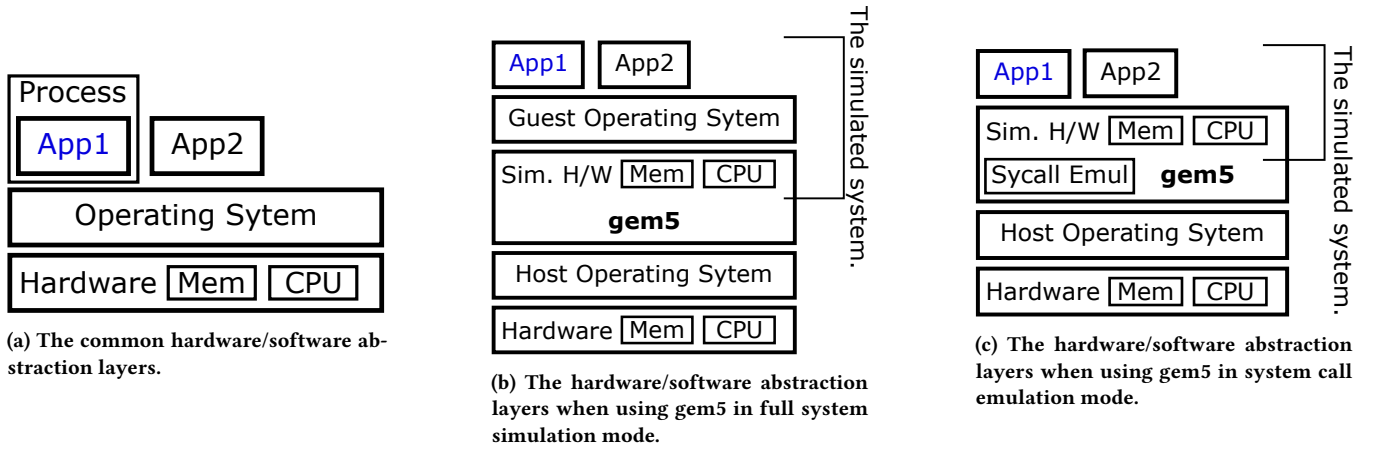 Process
App1
App2
Operating Sytem
Hardware Mem CPU
(a) The common hardware/software ab-
straction layers.
App1
App2
Guest Operating Sytem
Sim. H/W Mem CPU
gem5
Host Operating Sytem
Hardware Mem CPU
The simulated system.
(b) The hardware/software abstraction
layers when using gem5 in full system
simulation mode.
App1
App2
Sim. H/W Mem CPU
Sycall Emul gem5
Host Operating Sytem
Hardware Mem CPU
The simulated system.
(c) The hardware/software abstraction
layers when using gem5 in system call
emulation mode.